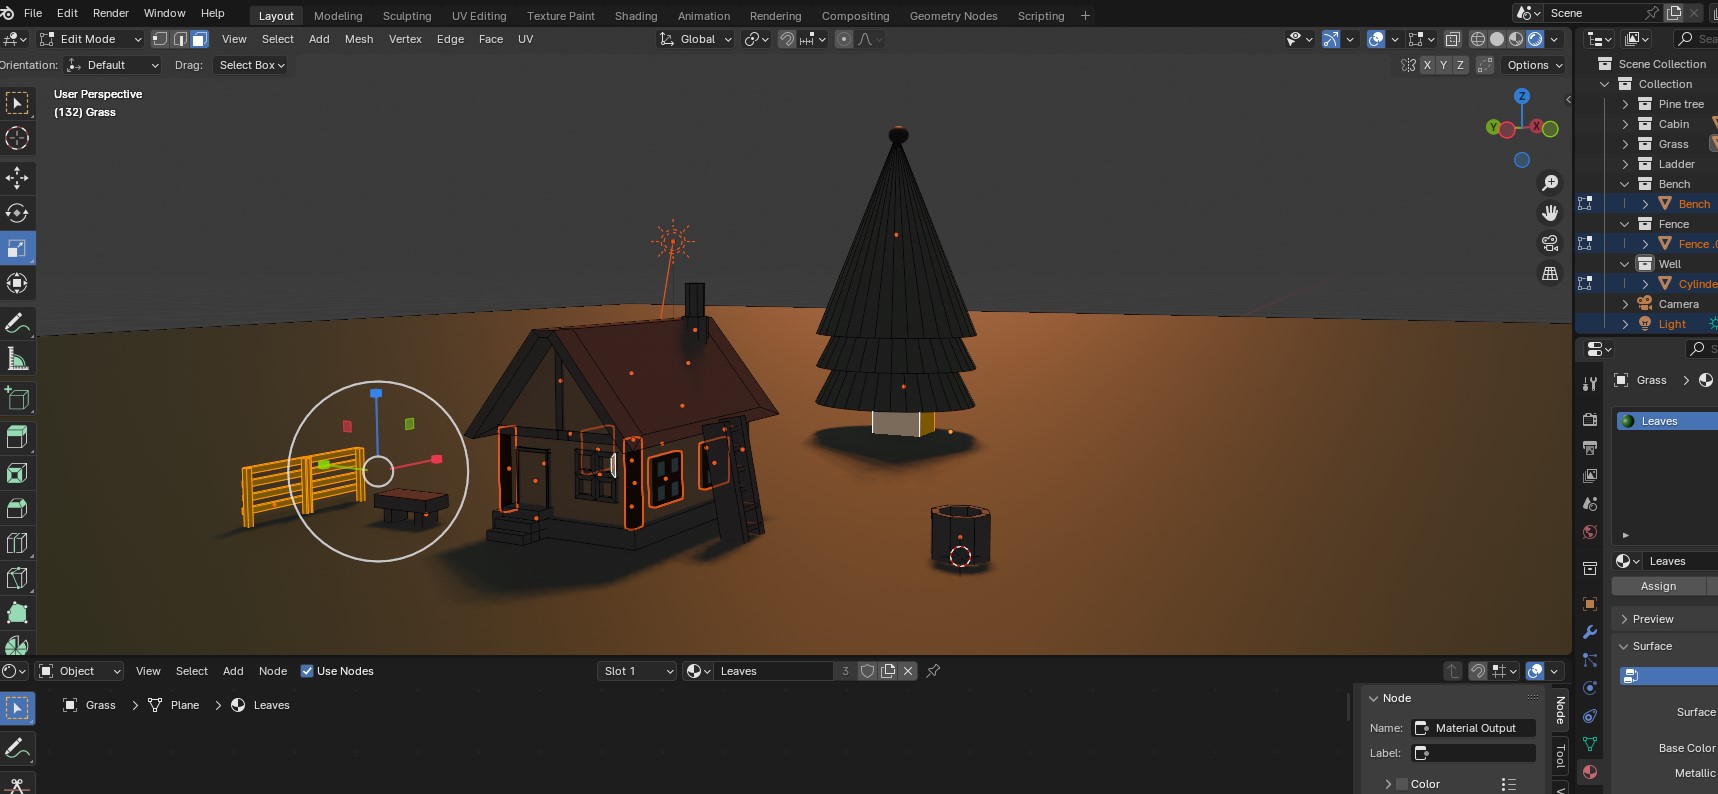 File Edit Render Window Help Layout Modeling Sculpting UV Editing Texture Paint Shading Animation Rendering Compositing Geometry Nodes Scripting + Scene
Edit Mode View Select Add Mesh Vertex Edge Face UV Global
Orientation: Default Drag: Select Box X Y Z Options
User Perspective
(132) Grass
Z
Y X
Scene Collection
Collection
Pine tree
Cabin
Grass
Ladder
Bench
Bench
Fence
Fence
Well
Cylinde
Camera
Light
Grass
Leaves
Leaves
Assign
Preview
Surface
Surface
Base Color
Metallic
Object View Select Add Node Use Nodes Slot 1 Leaves 3
Grass Plane Leaves
Node
Name: Material Output
Label:
Color
Node
Tool